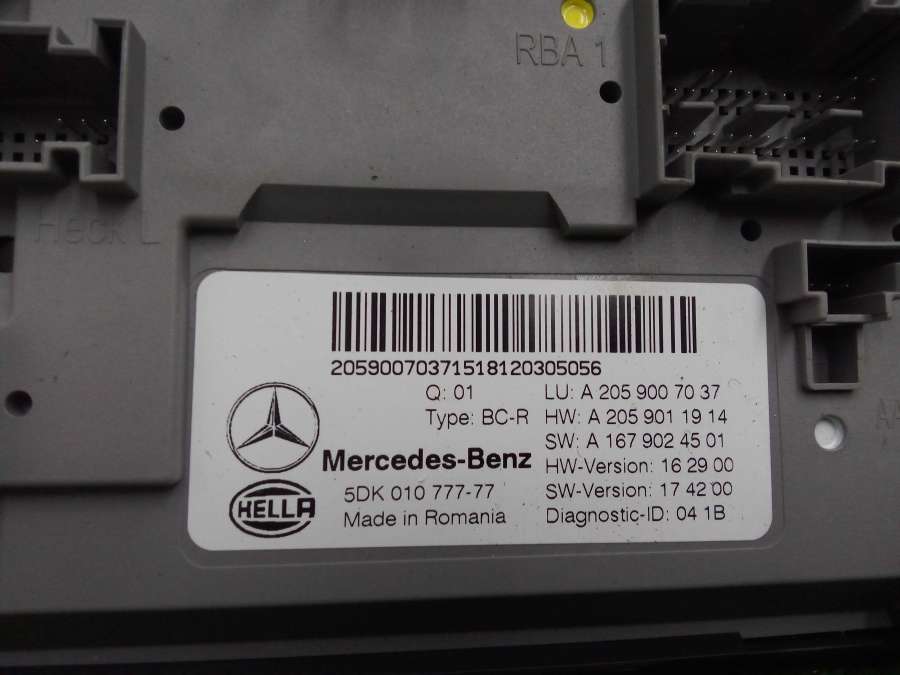 RBA 1
Heck L
20590070371518120305056
Q: 01 LU: A 205 900 70 37
Type: BC-R HW: A 205 901 19 14
SW: A 167 902 45 01
Mercedes-Benz HW-Version: 16 29 00
5DK 010 777-77 SW-Version: 17 42 00
HELLA Made in Romania Diagnostic-ID: 04 1B